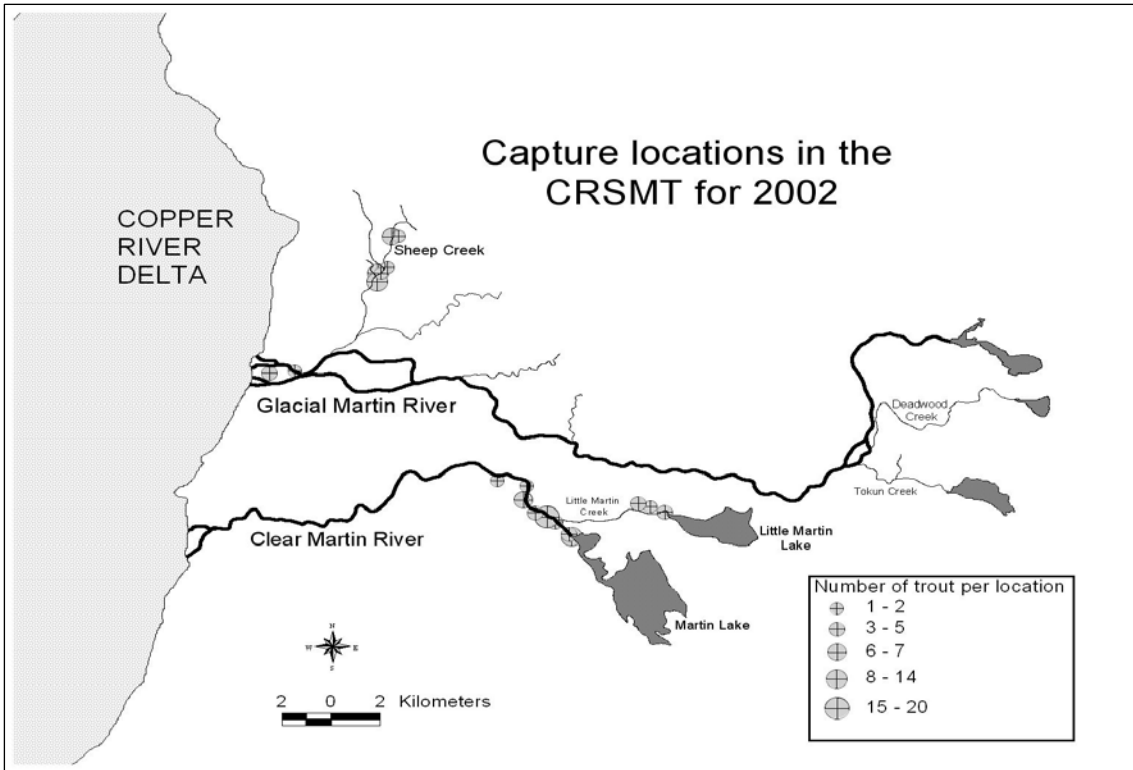 Capture locations in the
CRSMT for 2002
COPPER
RIVER
DELTA
Sheep Creek
Glacial Martin River
Deadwood
Creek
Tokun Creek
Little Martin
Creek
Clear Martin River
Little Martin
Lake
Martin Lake
N
W E
S
2 0 2 Kilometers
Number of trout per location
1 - 2
3 - 5
6 - 7
8 - 14
15 - 20